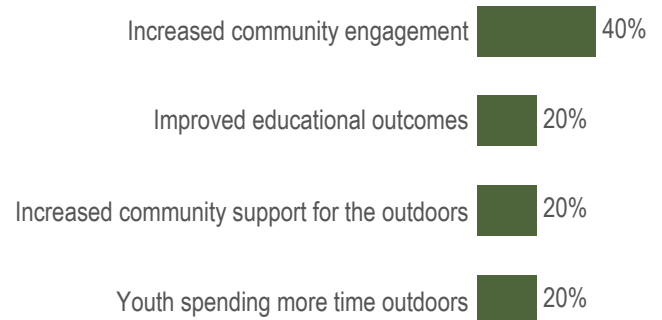 Increased community engagement 40%
Improved educational outcomes 20%
Increased community support for the outdoors 20%
Youth spending more time outdoors 20%